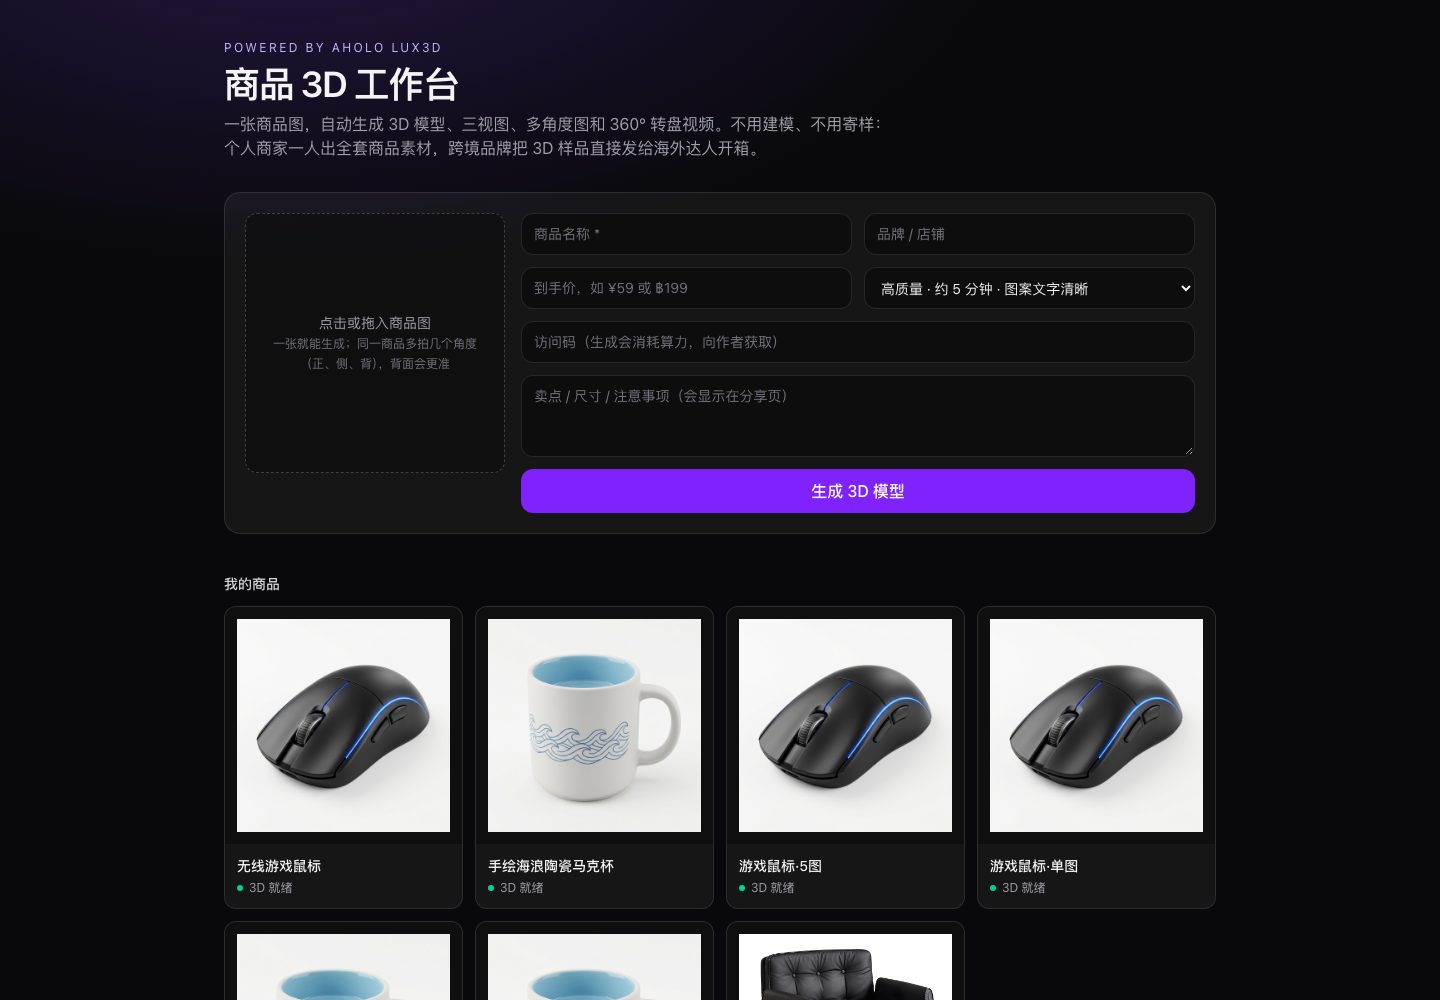 POWERED BY AHOLO LUX3D
商品 3D 工作台
一张商品图，自动生成 3D 模型、三视图、多角度图和 360° 转盘视频。不用建模、不用寄样：
个人商家一人出全套商品素材，跨境品牌把 3D 样品直接发给海外达人开箱。
点击或拖入商品图
一张就能生成；同一商品多拍几个角度
（正、侧、背），背面会更准
商品名称 *
品牌 / 店铺
到手价，如 ¥59 或 ฿199
高质量 · 约 5 分钟 · 图案文字清晰
访问码（生成会消耗算力，向作者获取）
卖点 / 尺寸 / 注意事项（会显示在分享页）
生成 3D 模型
我的商品
无线游戏鼠标
3D 就绪
手绘海浪陶瓷马克杯
3D 就绪
游戏鼠标·5图
3D 就绪
游戏鼠标·单图
3D 就绪